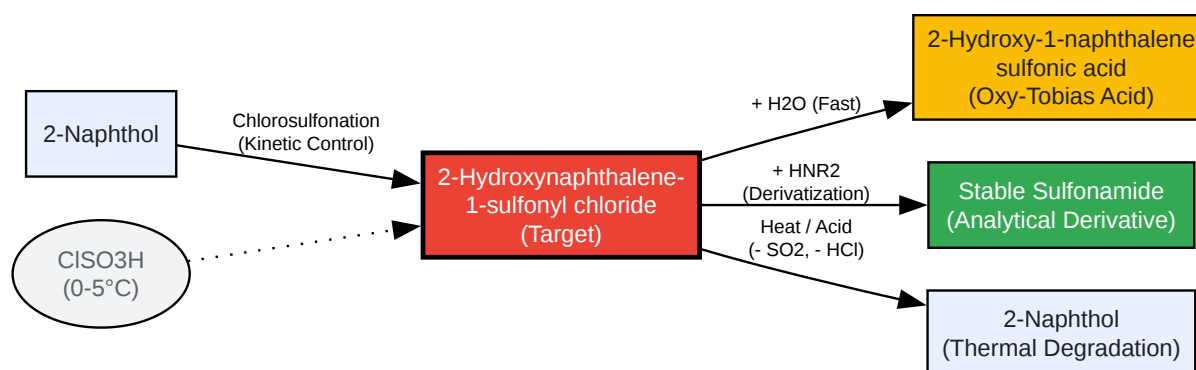 2-Naphthol
ClSO3H
(0-5°C)
Chlorosulfonation
(Kinetic Control)
2-Hydroxynaphthalene-
1-sulfonyl chloride
(Target)
+ H2O (Fast)
+ HNR2
(Derivatization)
Heat / Acid
(- SO2, - HCl)
2-Hydroxy-1-naphthalene
sulfonic acid
(Oxy-Tobias Acid)
Stable Sulfonamide
(Analytical Derivative)
2-Naphthol
(Thermal Degradation)